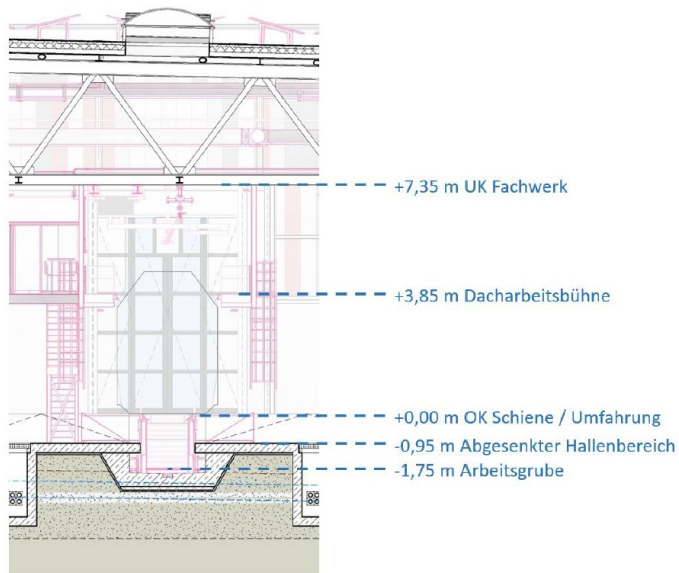 +7,35 m UK Fachwerk
+3,85 m Dacharbeitsbühne
+0,00 m OK Schiene / Umfahrung
-0,95 m Abgesenkter Hallenbereich
-1,75 m Arbeitsgrube